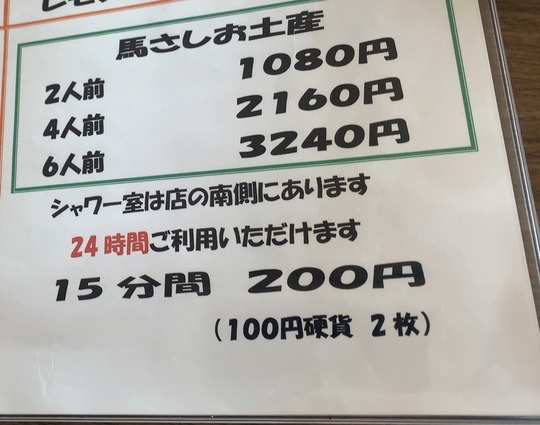 馬さしお土産
2人前 1080円
4人前 2160円
6人前 3240円
シャワー室は店の南側にあります
24時間ご利用いただけます
15分間 200円
(100円硬貨 2枚)